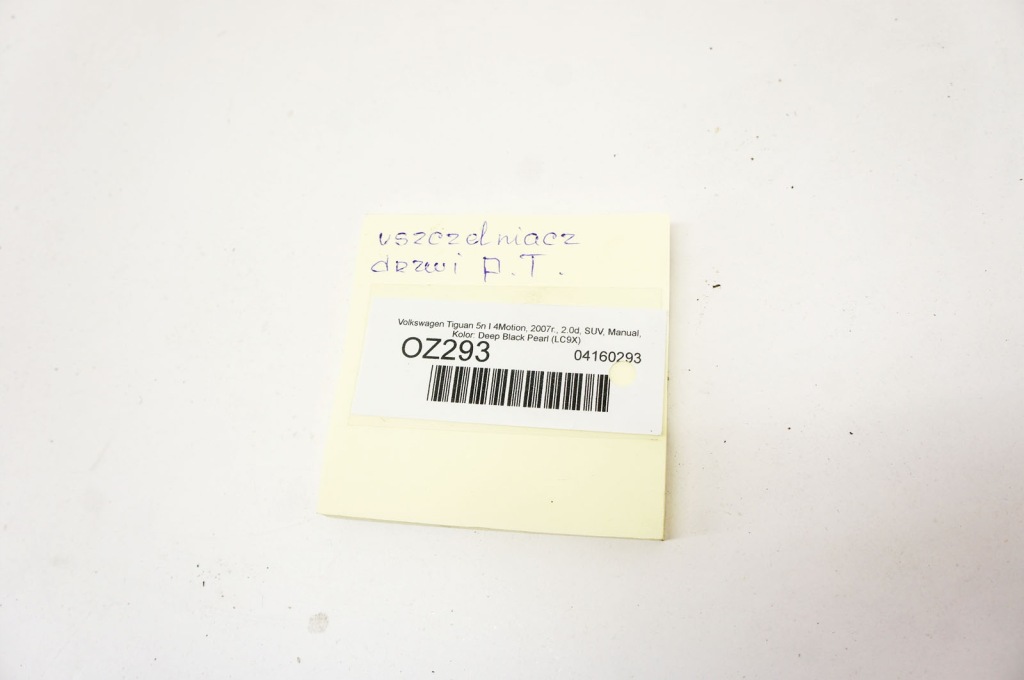 uszczelniacz
drzwi P.T.
Volkswagen Tiguan 5n I 4Motion, 2007r., 2.0d, SUV, Manual,
Kolor: Deep Black Pearl (LC9X)
OZ293 04160293